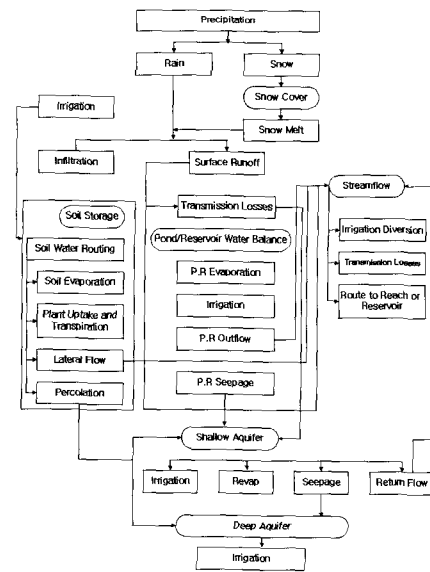 Precipitation
Rain
Snow
Snow Cover
Irrigation
Snow Melt
Infiltration
Surface Runoff
Streamflow
Soil Storage
Transmission Losses
Irrigation Diversion
Soil Water Routing
Pond/Reservoir Water Balance
Transmission Losses
Soil Evaporation
P.R Evaporation
Route to Reach or
Reservoir
Plant Uptake and
Transpiration
Irrigation
P.R Outflow
Lateral Flow
Percolation
P.R Seepage
Shallow Aquifer
Irrigation
Revap
Seepage
Return Flow
Deep Aquifer
Irrigation